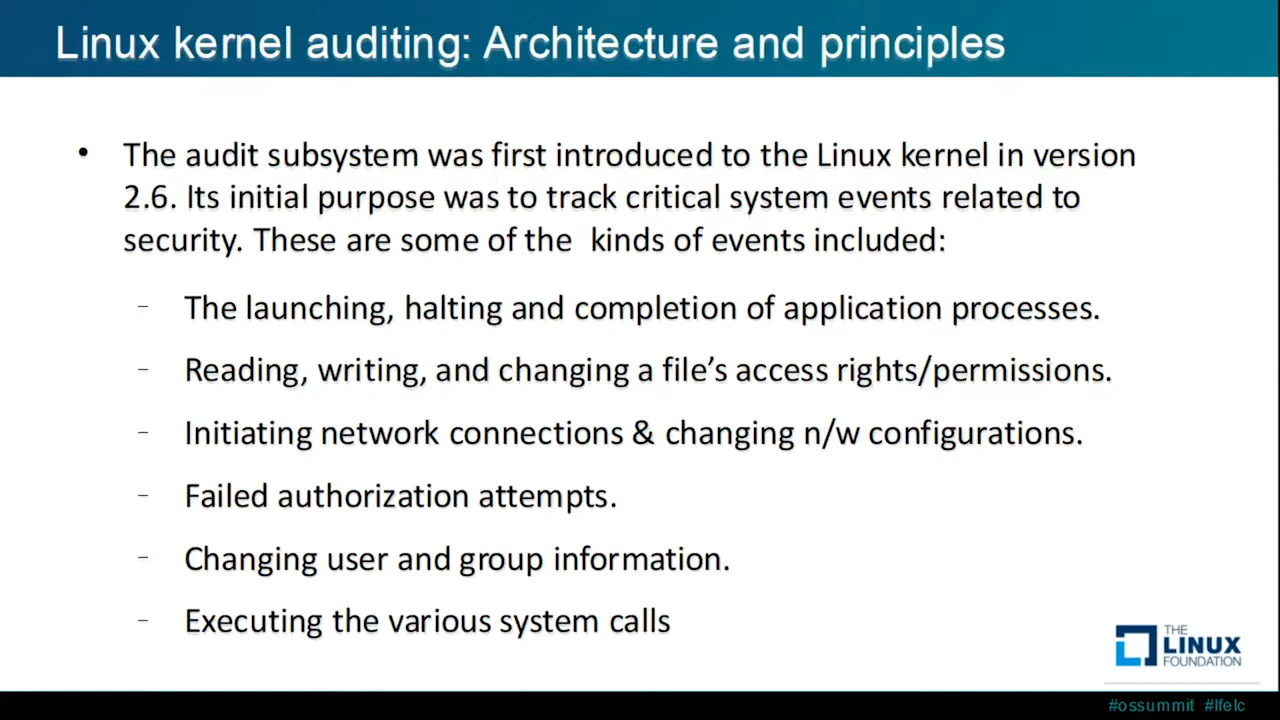 Linux kernel auditing: Architecture and principles
• The audit subsystem was first introduced to the Linux kernel in version
2.6. Its initial purpose was to track critical system events related to
security. These are some of the  kinds of events included:
– The launching, halting and completion of application processes.
– Reading, writing, and changing a file’s access rights/permissions.
– Initiating network connections & changing n/w configurations.
– Failed authorization attempts.
– Changing user and group information.
– Executing the various system calls
THE
LINUX
FOUNDATION
#ossummit #lfelc